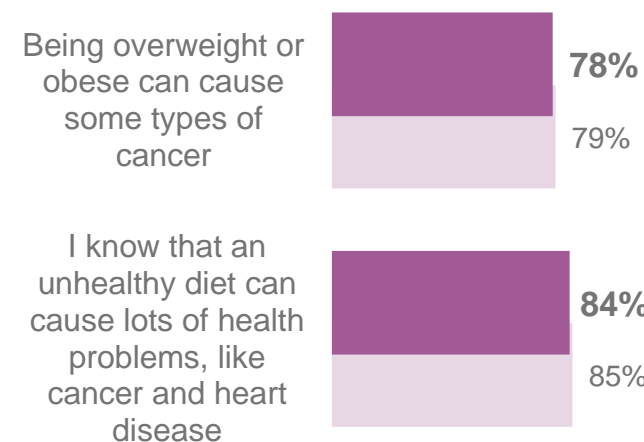 Being overweight or
obese can cause
some types of
cancer
78%
79%
I know that an
unhealthy diet can
cause lots of health
problems, like
cancer and heart
disease
84%
85%